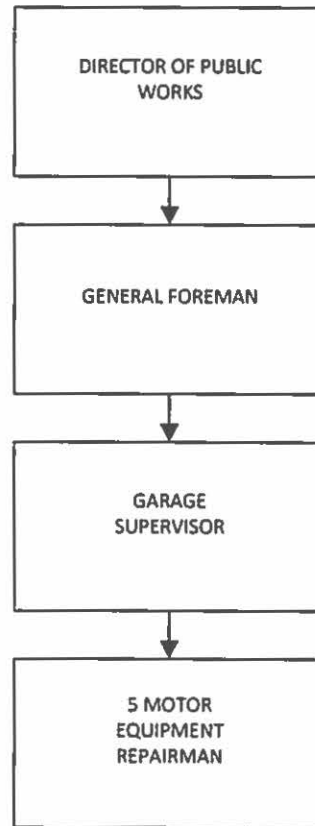 DIRECTOR OF PUBLIC
WORKS
GENERAL FOREMAN
GARAGE
SUPERVISOR
5 MOTOR
EQUIPMENT
REPAIRMAN